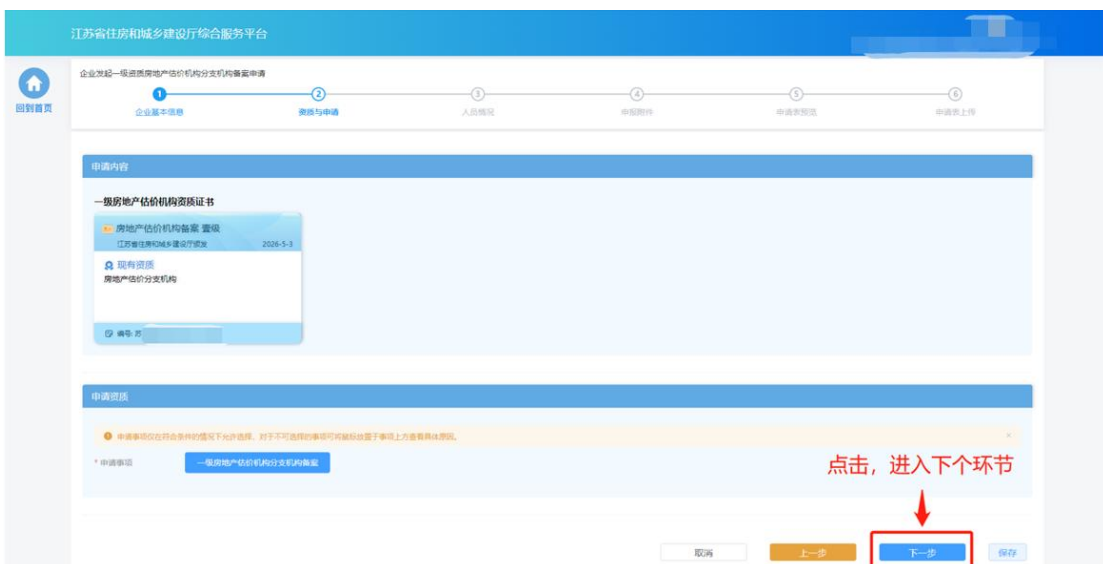 江苏省住房和城乡建设厅综合服务平台
回到首页
企业发起一级资质房地产估价机构分支机构备案申请
1 2 3 4 5 6
企业基本信息 资质与申请 人员情况 申报附件 申请表预览 申请表上传
申请内容
一级房地产估价机构资质证书
房地产估价机构备案 壹级
江苏省住房和城乡建设厅颁发 2026-5-3
现有资质
房地产估价分支机构
编号: 苏
申请资质
申请事项仅在符合条件的情况下允许选择，对于不可选择的事项可将鼠标放置于事项上方查看具体原因。
* 申请事项 一级房地产估价机构分支机构备案
点击，进入下个环节
取消 上一步 下一步 保存